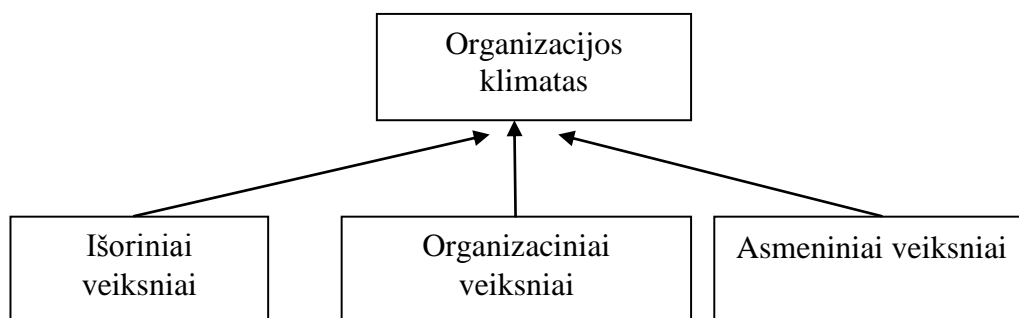 Organizacijos
klimatas
Išoriniai
veiksniai
Organizaciniai
veiksniai
Asmeniniai veiksniai